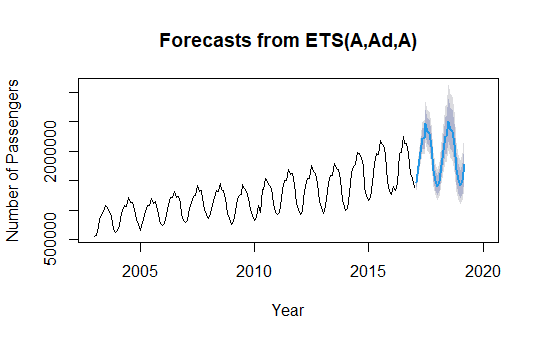 Forecasts from ETS(A,Ad,A)
Number of Passengers
500000
2000000
2005
2010
2015
2020
Year